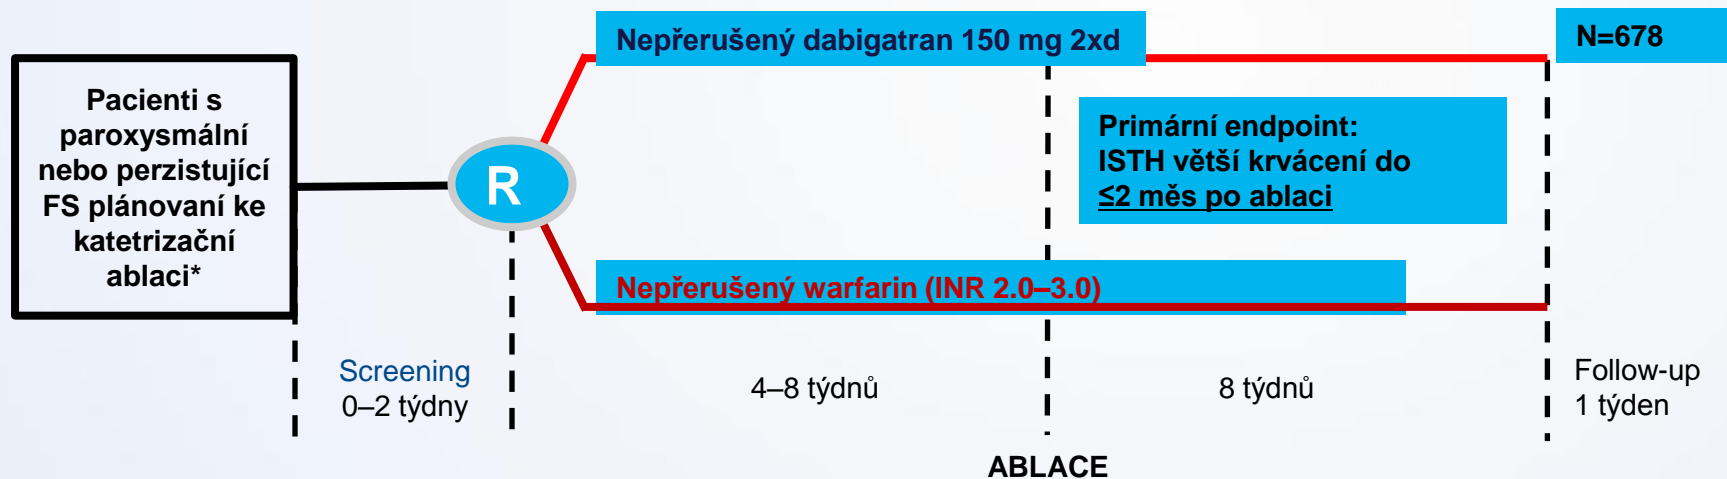 Nepřerušený dabigatran 150 mg 2xd
N=678
Pacienti s
paroxysmální
nebo perzistující
FS plánovaní ke
katetrizační
ablaci*
R
Primární endpoint:
ISTH větší krvácení do
≤2 měs po ablaci
Nepřerušený warfarin (INR 2.0–3.0)
Screening
0–2 týdny
4–8 týdnů
8 týdnů
Follow-up
1 týden
ABLACE